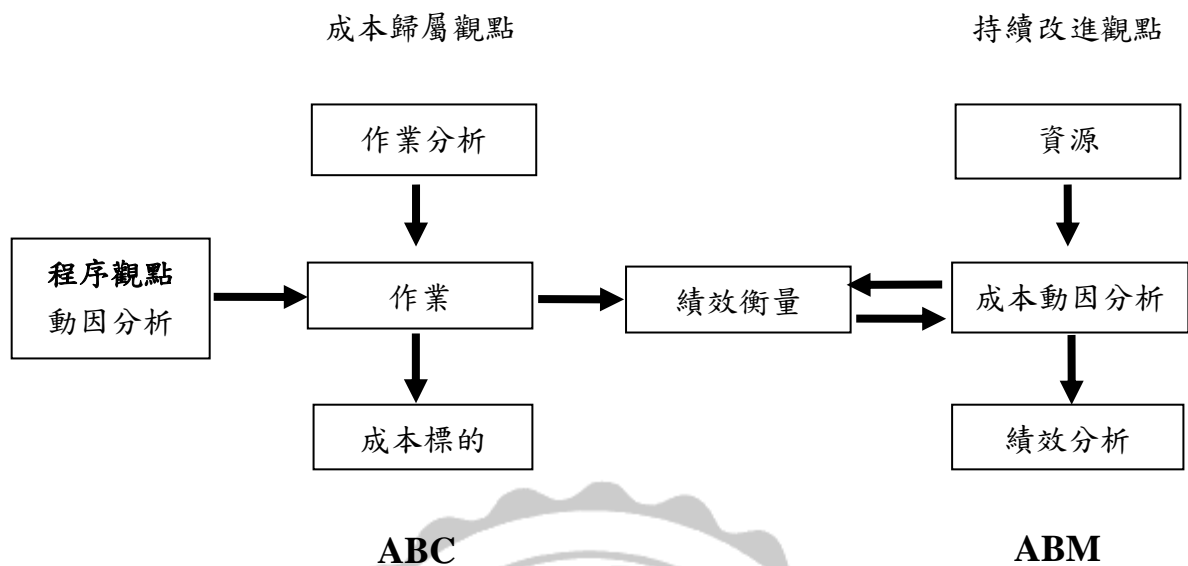 成本歸屬觀點
持續改進觀點
作業分析
資源
程序觀點
動因分析
作業
績效衡量
成本動因分析
成本標的
績效分析
ABC
ABM